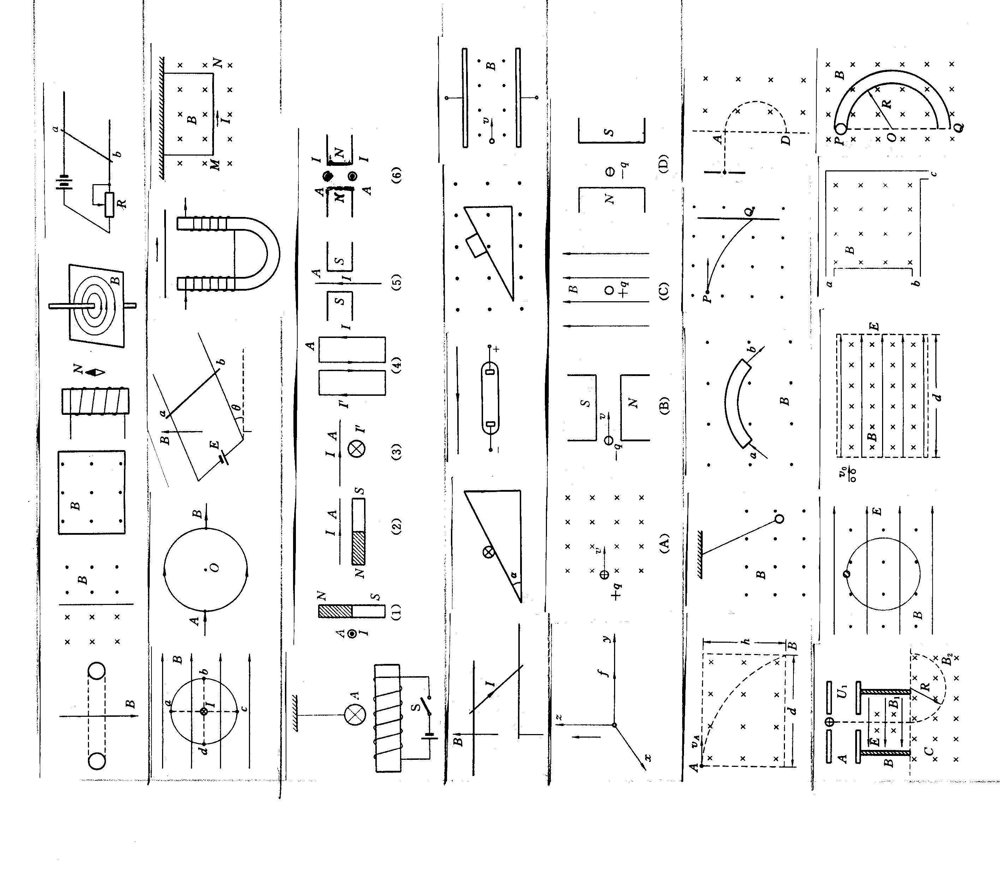 B
B
B
N
B
R
b
a
a
B
d
I
b
c
A
O
B
B
a
E
θ
b
B
M
I
N
A
S
N
A
I
S
(1)
I A
N S
(2)
I A
I'
(3)
A
I' I
(4)
A
S I S
(5)
A I
N N
A I
(6)
B
I
α
- +
v
B
z
f y
x
v
+q
(A)
S
v
-q
N
(B)
B
+q
(C)
N S
-q
(D)
A v_A
h
d
B
B
a b
B
P
Q
A
D
A U₁
E
B B₁
R
C
B₂
E
B
v₀
B
E
d
a
B
b
c
P
B
R
O
Q